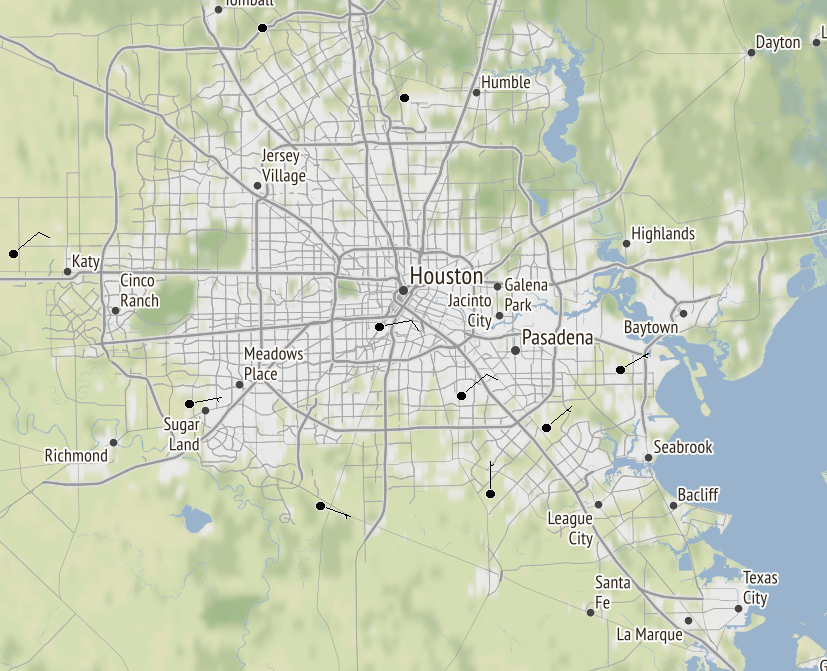 Tomball
Dayton
Humble
Jersey
Village
Highlands
Katy
Cinco
Ranch
Houston
Galena
Park
Jacinto
City
Baytown
Pasadena
Meadows
Place
Sugar
Land
Richmond
Seabrook
Bacliff
League
City
Santa
Fe
Texas
City
La Marque